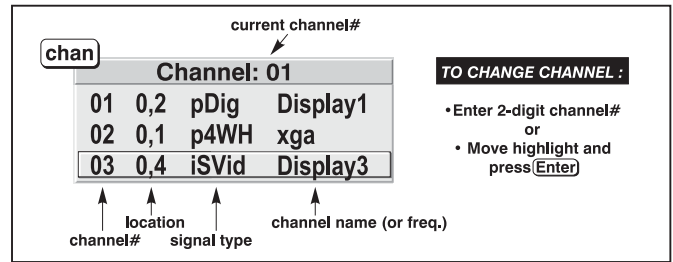 current channel#
chan
Channel: 01
01 0,2 pDig Display1
02 0,1 p4WH xga
03 0,4 iSVid Display3
channel#
location
signal type
channel name (or freq.)
TO CHANGE CHANNEL :
•Enter 2-digit channel#
or
• Move highlight and
press Enter